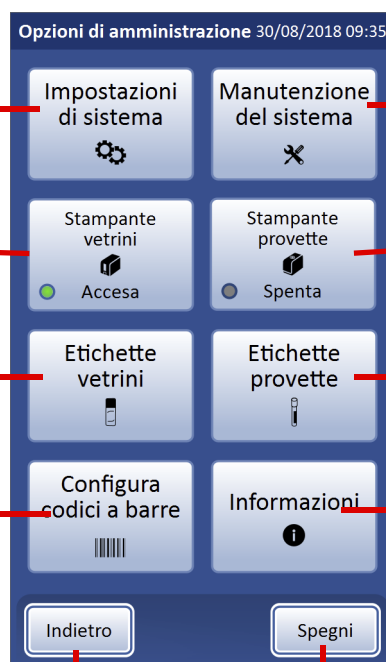 Opzioni di amministrazione 30/08/2018 09:35
Impostazioni
di sistema
Manutenzione
del sistema
Stampante
vetrini
Accesa
Stampante
provette
Spenta
Etichette
vetrini
Etichette
provette
Configura
codici a barre
Informazioni
Indietro
Spegni